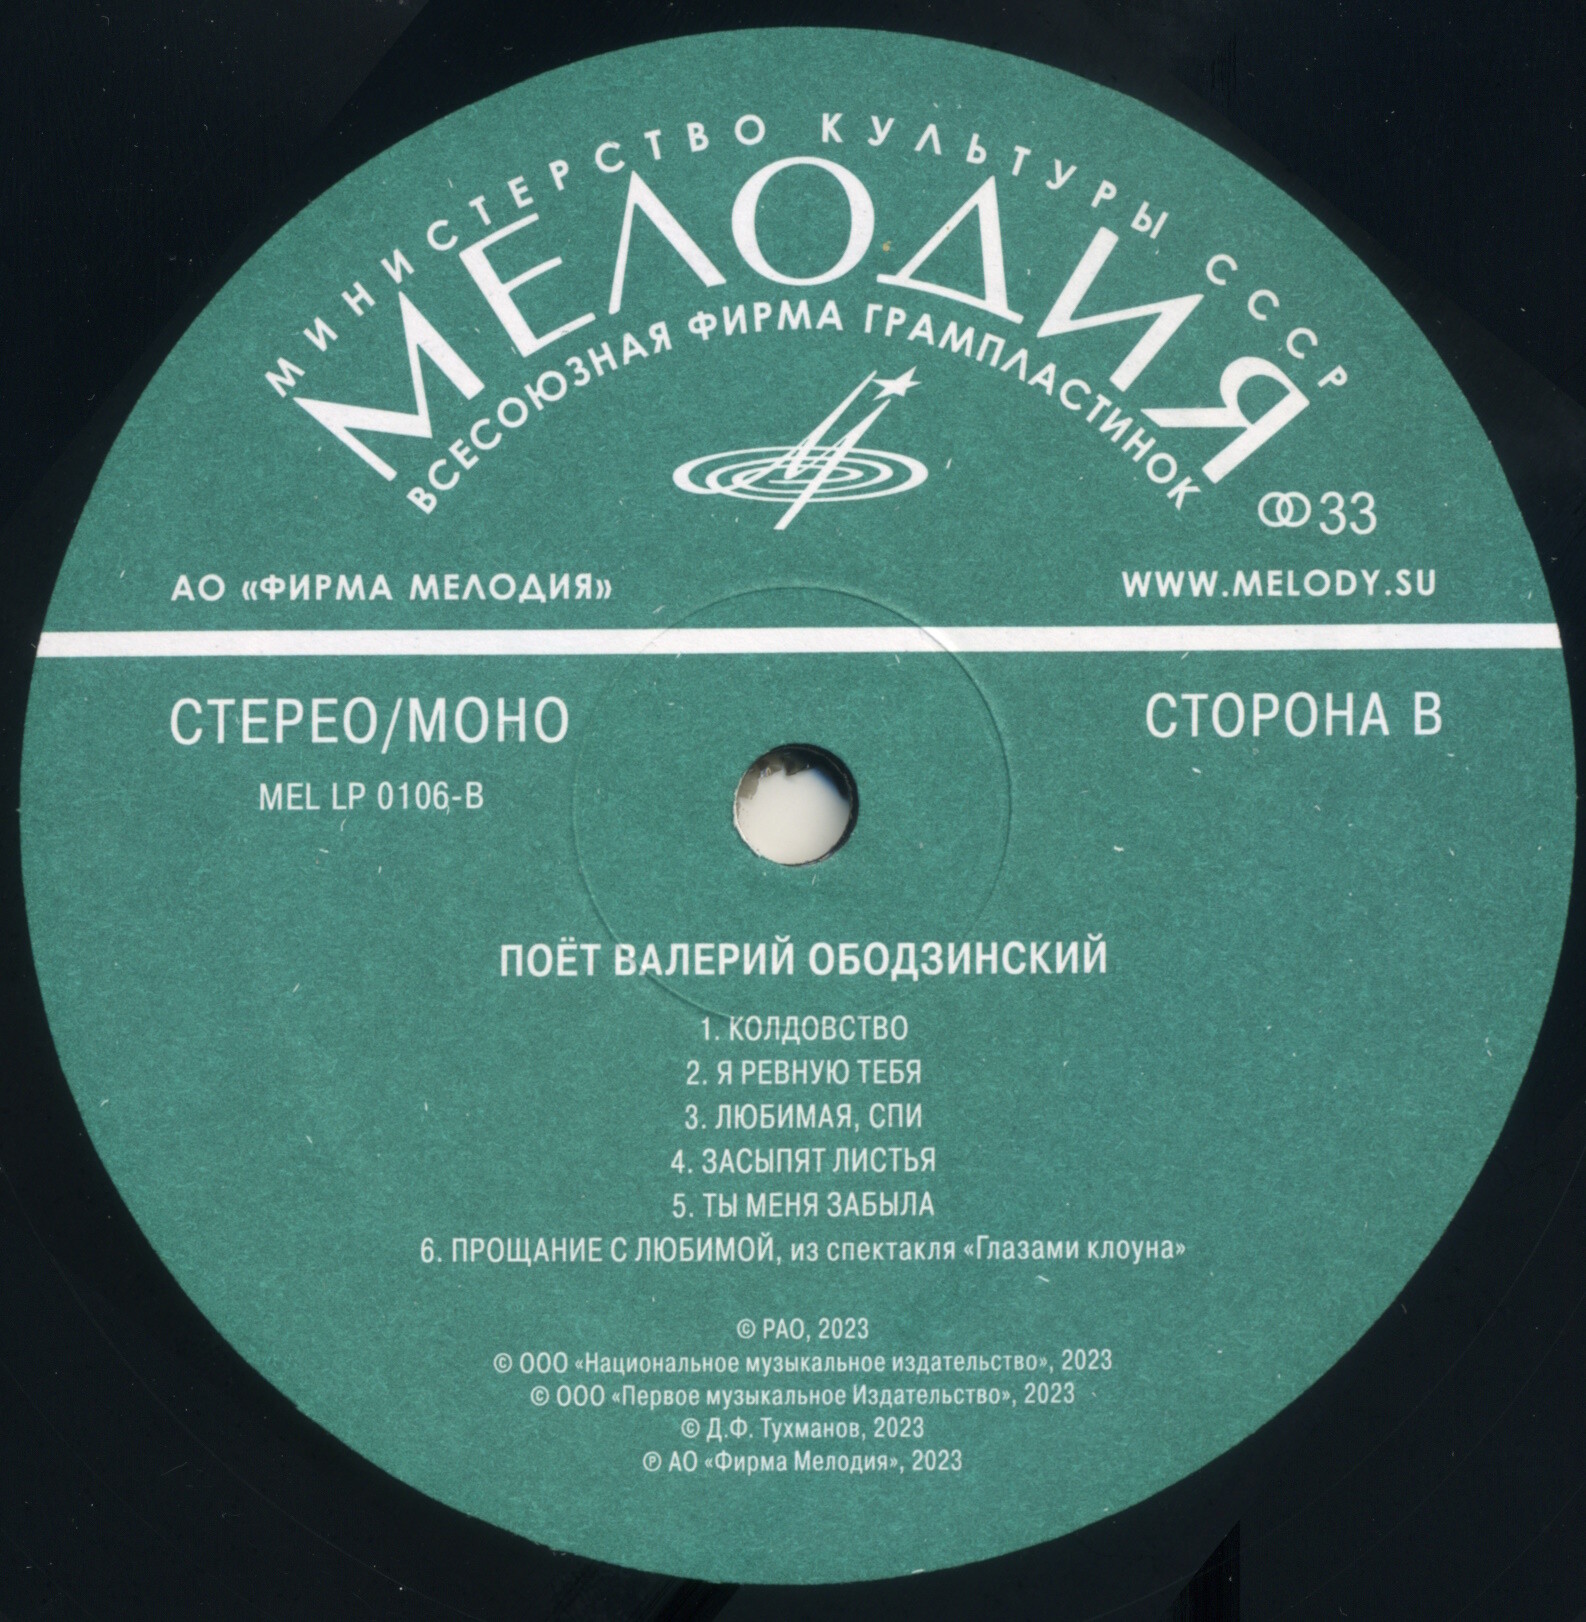 МИНИСТЕРСТВО КУЛЬТУРЫ СССР
МЕЛОДИЯ
ВСЕСОЮЗНАЯ ФИРМА ГРАМПЛАСТИНОК
33
АО «ФИРМА МЕЛОДИЯ»
WWW.MELODY.SU
СТЕРЕО/МОНО
СТОРОНА В
MEL LP 0106-B
ПОЁТ ВАЛЕРИЙ ОБОДЗИНСКИЙ
1. КОЛДОВСТВО
2. Я РЕВНУЮ ТЕБЯ
3. ЛЮБИМАЯ, СПИ
4. ЗАСЫПЯТ ЛИСТЬЯ
5. ТЫ МЕНЯ ЗАБЫЛА
6. ПРОЩАНИЕ С ЛЮБИМОЙ, из спектакля «Глазами клоуна»
© РАО, 2023
© ООО «Национальное музыкальное издательство», 2023
© ООО «Первое музыкальное Издательство», 2023
© Д.Ф. Тухманов, 2023
℗ АО «Фирма Мелодия», 2023